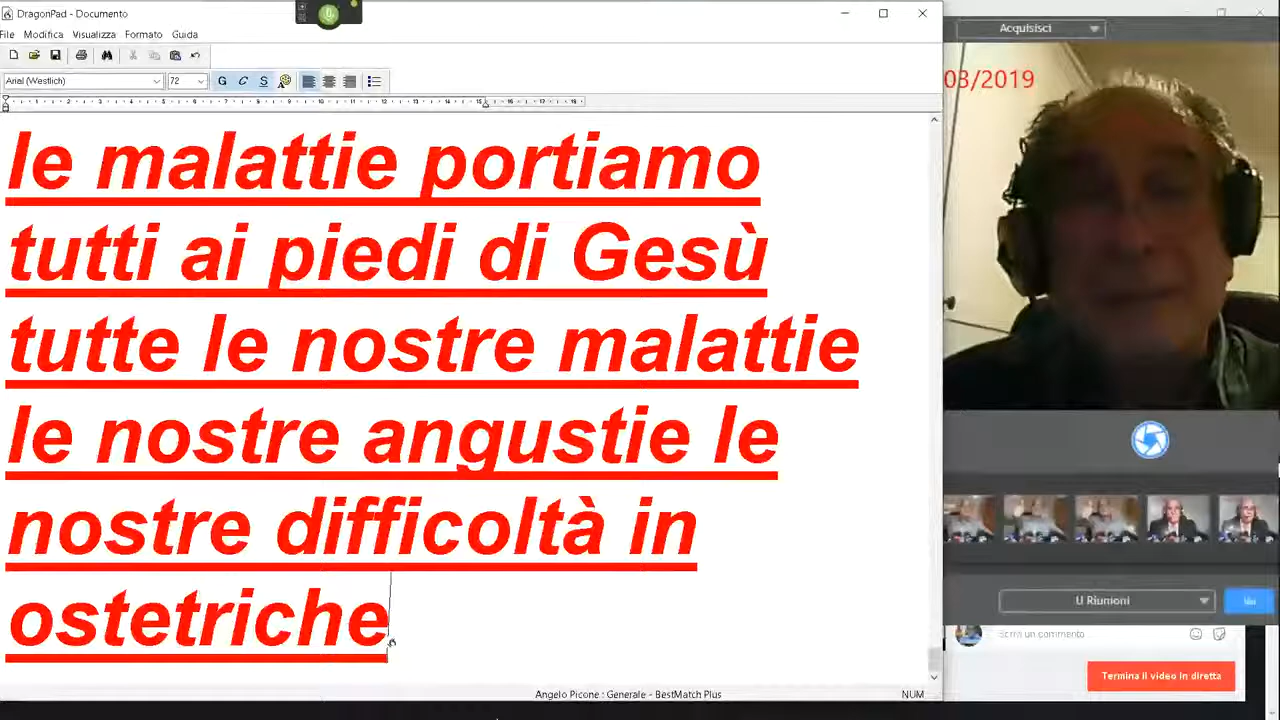 DragonPad - Documento
File Modifica Visualizza Formato Guida
Arial (Westlich) 72 G C S
le malattie portiamo
tutti ai piedi di Gesù
tutte le nostre malattie
le nostre angustie le
nostre difficoltà in
ostetriche
Angelo Picone : Generale - BestMatch Plus
NUM
Acquisisci
03/2019
U Riunioni
Scrivi un commento...
Termina il video in diretta